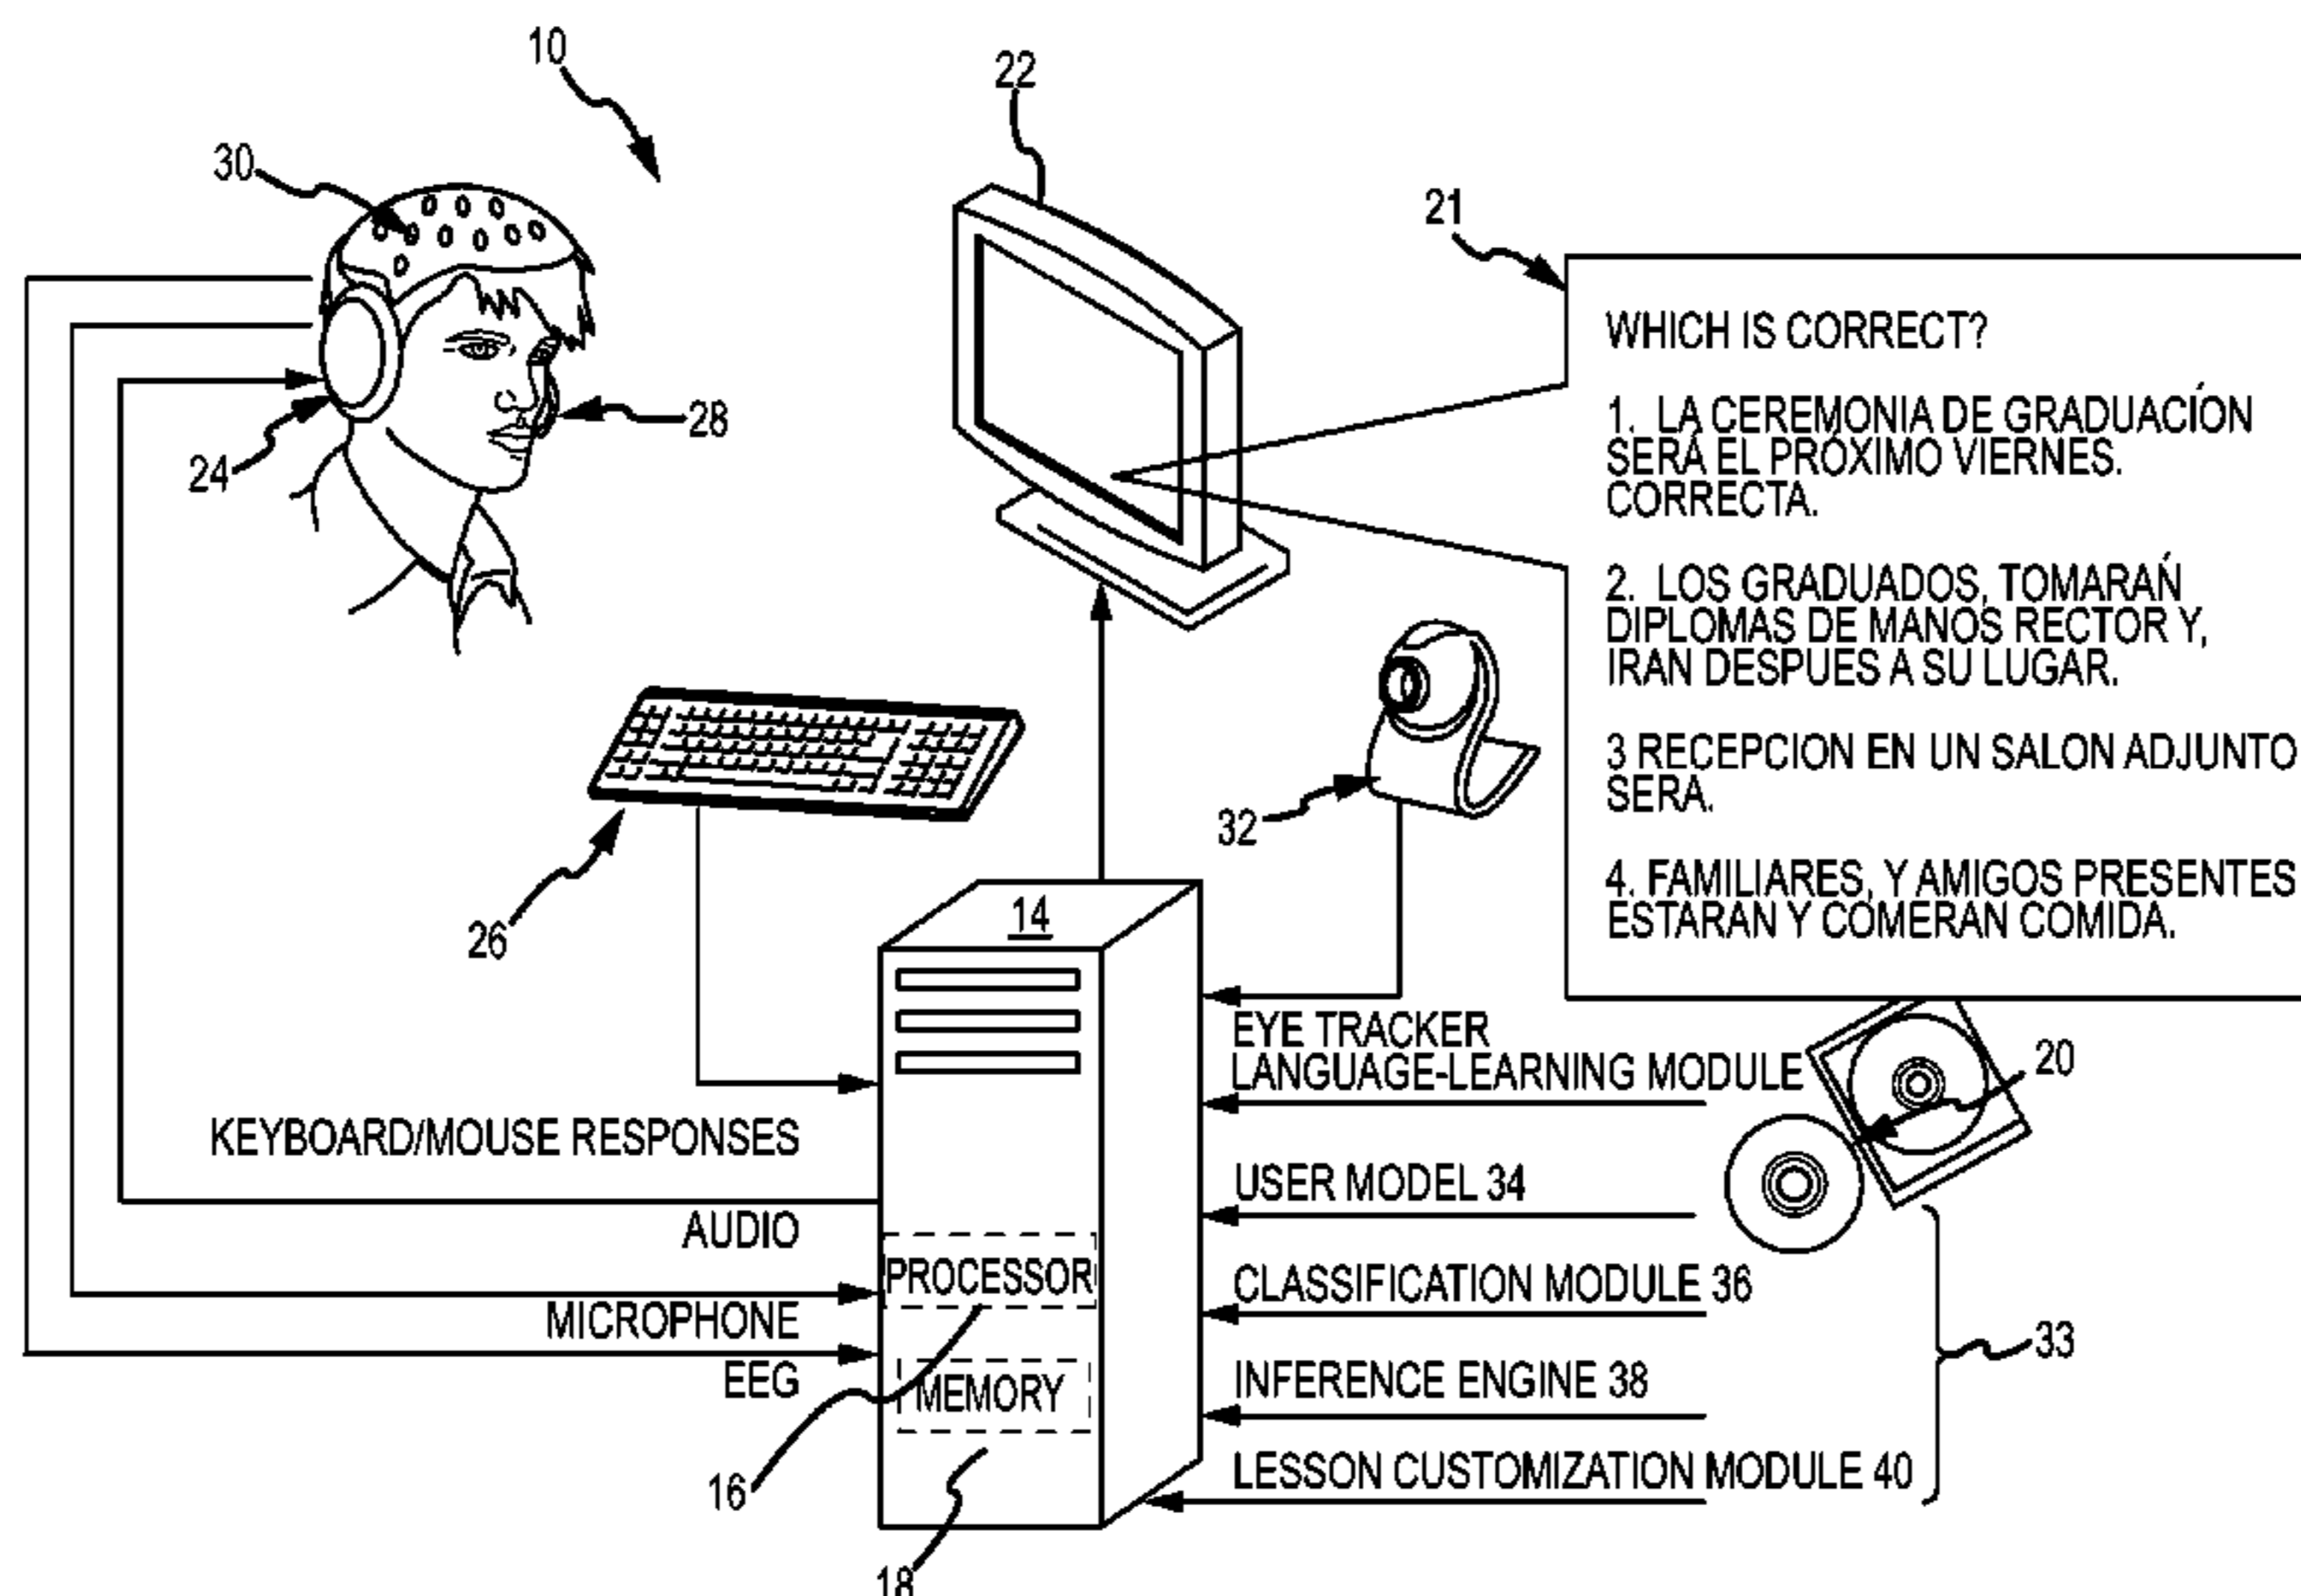 10
22
30
21
WHICH IS CORRECT?
1. LA CEREMONIA DE GRADUACÍON
SERÁ EL PRÓXIMO VIERNES.
CORRECTA.
2. LOS GRADUADOS, TOMARAŃ
DIPLOMAS DE MANOS RECTOR Y,
IRAN DESPUES A SU LUGAR.
3 RECEPCION EN UN SALON ADJUNTO
SERA.
4. FAMILIARES, Y AMIGOS PRESENTES
ESTARAN Y COMERAN COMIDA.
28
24
32
26
14
EYE TRACKER
LANGUAGE-LEARNING MODULE
20
KEYBOARD/MOUSE RESPONSES
USER MODEL 34
AUDIO
PROCESSOR
CLASSIFICATION MODULE 36
MICROPHONE
33
EEG
MEMORY
INFERENCE ENGINE 38
16
LESSON CUSTOMIZATION MODULE 40
18